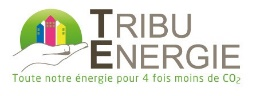 TRIBU
ENERGIE
Toute notre énergie pour 4 fois moins de CO₂